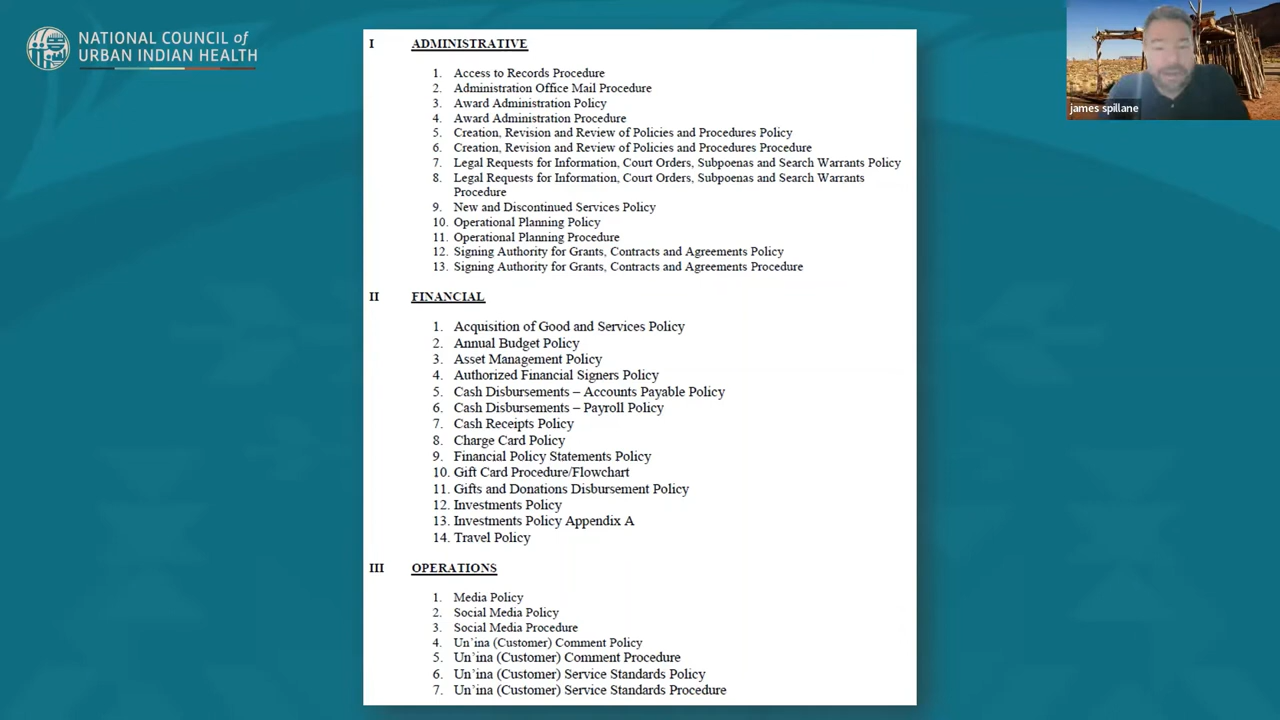 NATIONAL COUNCIL of
URBAN INDIAN HEALTH
james spillane
I ADMINISTRATIVE
1. Access to Records Procedure
2. Administration Office Mail Procedure
3. Award Administration Policy
4. Award Administration Procedure
5. Creation, Revision and Review of Policies and Procedures Policy
6. Creation, Revision and Review of Policies and Procedures Procedure
7. Legal Requests for Information, Court Orders, Subpoenas and Search Warrants Policy
8. Legal Requests for Information, Court Orders, Subpoenas and Search Warrants
Procedure
9. New and Discontinued Services Policy
10. Operational Planning Policy
11. Operational Planning Procedure
12. Signing Authority for Grants, Contracts and Agreements Policy
13. Signing Authority for Grants, Contracts and Agreements Procedure
II FINANCIAL
1. Acquisition of Good and Services Policy
2. Annual Budget Policy
3. Asset Management Policy
4. Authorized Financial Signers Policy
5. Cash Disbursements – Accounts Payable Policy
6. Cash Disbursements – Payroll Policy
7. Cash Receipts Policy
8. Charge Card Policy
9. Financial Policy Statements Policy
10. Gift Card Procedure/Flowchart
11. Gifts and Donations Disbursement Policy
12. Investments Policy
13. Investments Policy Appendix A
14. Travel Policy
III OPERATIONS
1. Media Policy
2. Social Media Policy
3. Social Media Procedure
4. Un’ina (Customer) Comment Policy
5. Un’ina (Customer) Comment Procedure
6. Un’ina (Customer) Service Standards Policy
7. Un’ina (Customer) Service Standards Procedure